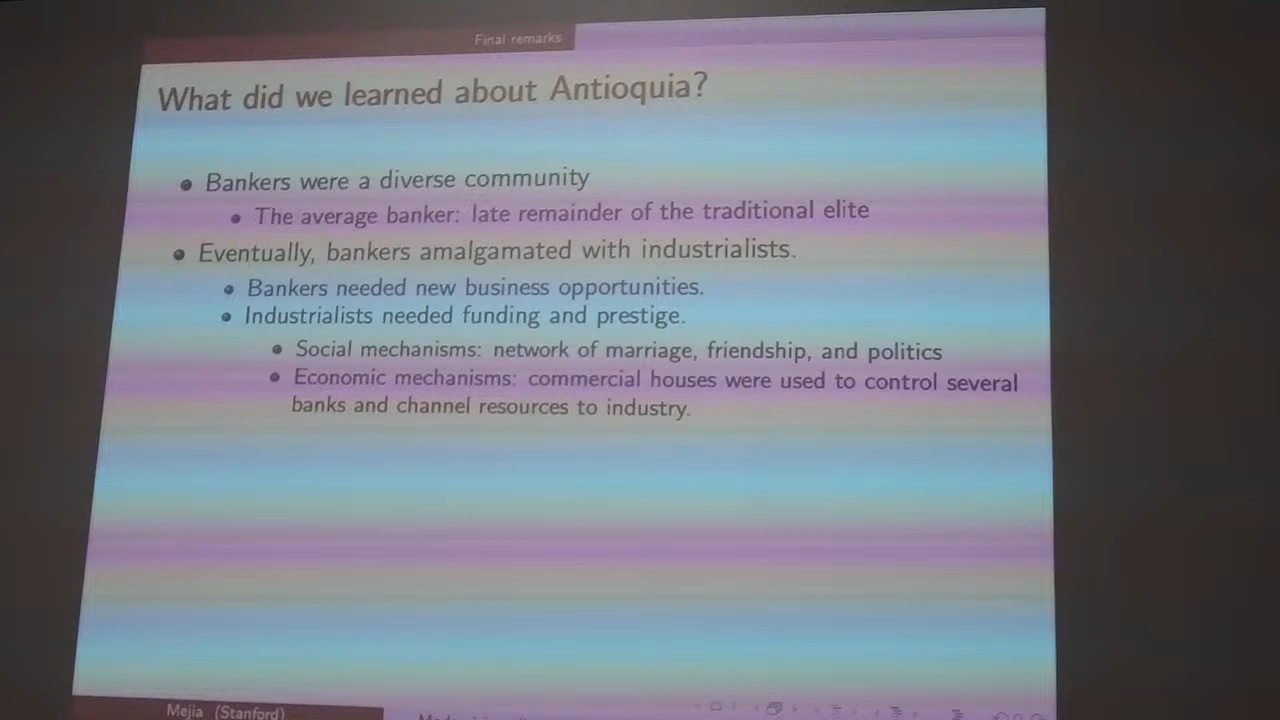 Final remarks
What did we learned about Antioquia?
Bankers were a diverse community
The average banker: late remainder of the traditional elite
Eventually, bankers amalgamated with industrialists.
Bankers needed new business opportunities.
Industrialists needed funding and prestige.
Social mechanisms: network of marriage, friendship, and politics
Economic mechanisms: commercial houses were used to control several
banks and channel resources to industry.
Mejia (Stanford)